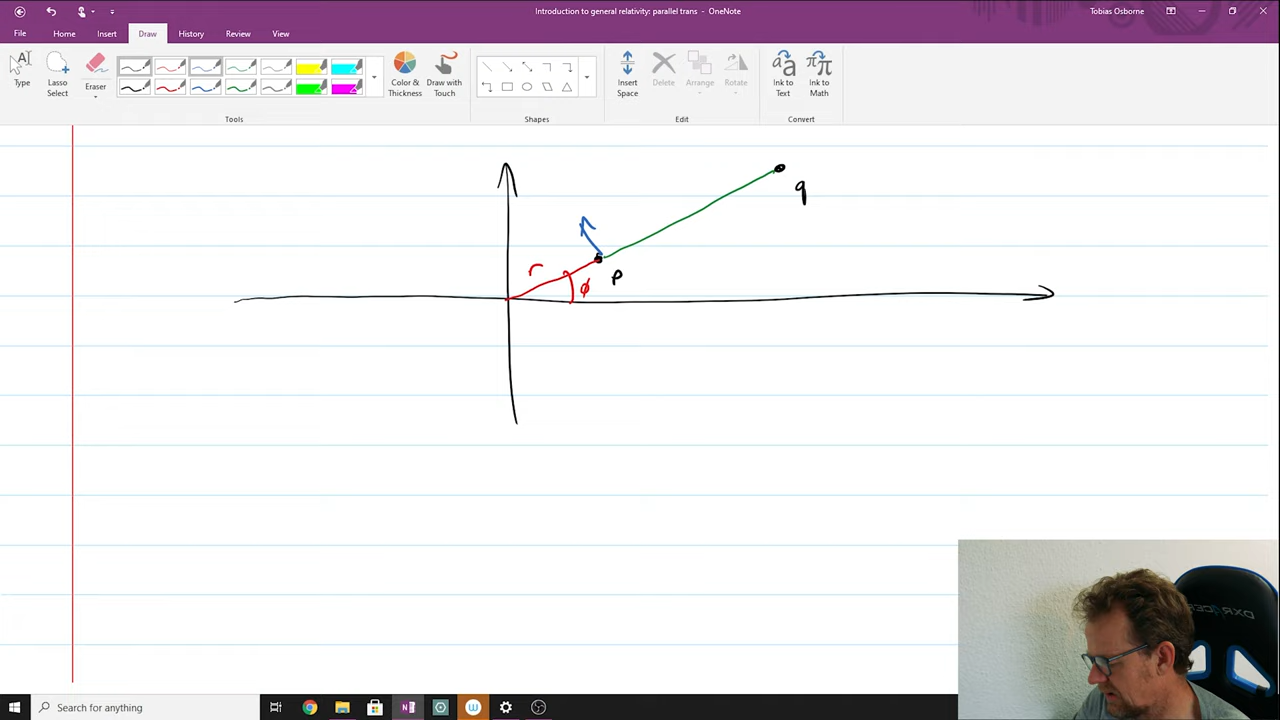 Introduction to general relativity: parallel trans - OneNote
Tobias Osborne
File
Home
Insert
Draw
History
Review
View
Type
Lasso Select
Eraser
Color & Thickness
Draw with Touch
Insert Space
Delete
Arrange
Rotate
Ink to Text
Ink to Math
Tools
Shapes
Edit
Convert
q
r
ϕ
p
DXRACER
Search for anything